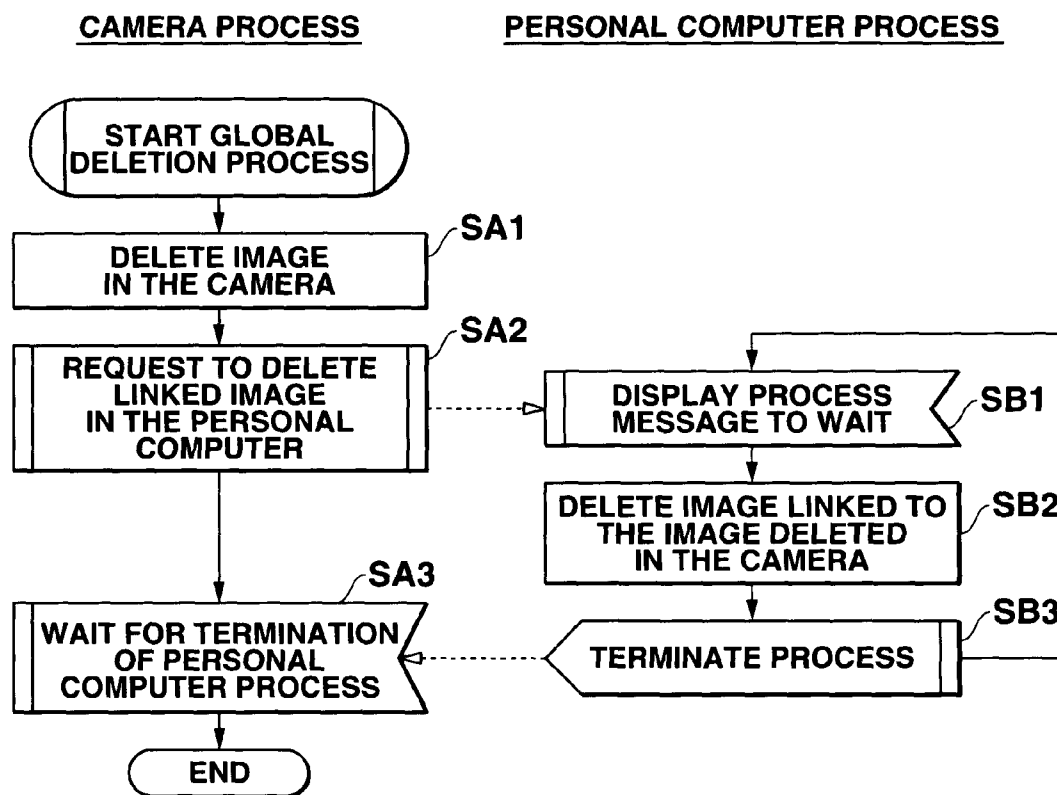 CAMERA PROCESS
PERSONAL COMPUTER PROCESS
START GLOBAL
DELETION PROCESS
SA1
DELETE IMAGE
IN THE CAMERA
SA2
REQUEST TO DELETE
LINKED IMAGE
IN THE PERSONAL
COMPUTER
DISPLAY PROCESS
MESSAGE TO WAIT
SB1
DELETE IMAGE LINKED TO
THE IMAGE DELETED
IN THE CAMERA
SB2
SA3
WAIT FOR TERMINATION
OF PERSONAL
COMPUTER PROCESS
TERMINATE PROCESS
SB3
END